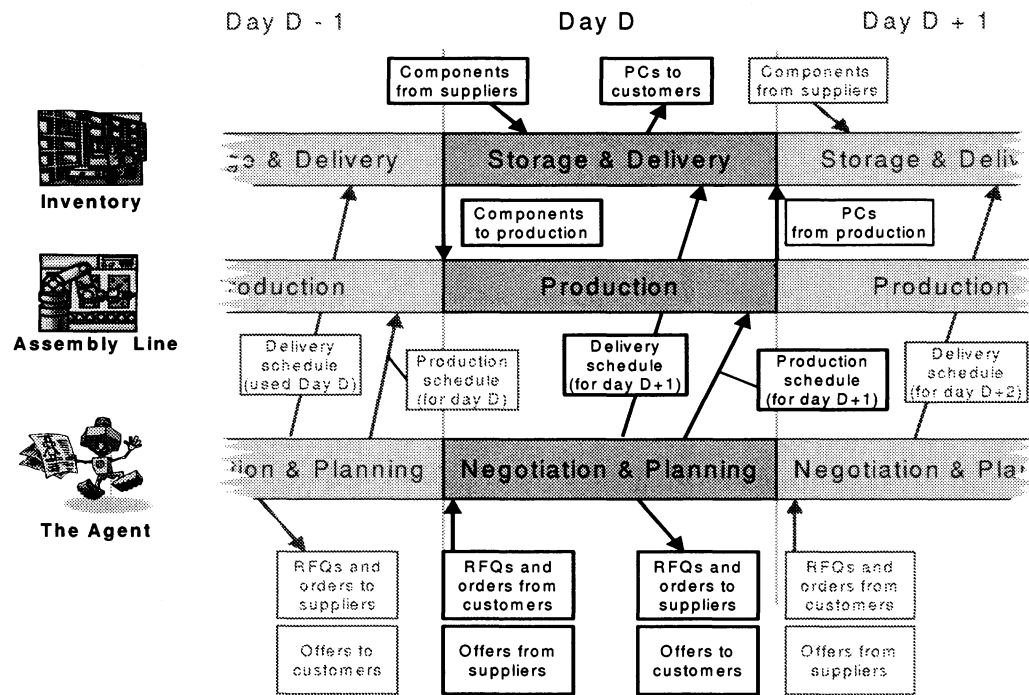 Day D - 1
Day D
Day D + 1
Components
from suppliers
PCs to
customers
Components
from suppliers
ge & Delivery
Storage & Delivery
Storage & Deliv
Inventory
Components
to production
PCs
from production
oduction
Production
Production
Assembly Line
Delivery
schedule
(used Day D)
Production
schedule
(for day D)
Delivery
schedule
(for day D+1)
Production
schedule
(for day D+1)
Delivery
schedule
(for day D+2)
tion & Planning
Negotiation & Planning
Negotiation & Plan
The Agent
RFQs and
orders to
suppliers
RFQs and
orders from
customers
RFQs and
orders to
suppliers
RFQs and
orders from
customers
Offers to
customers
Offers from
suppliers
Offers to
customers
Offers from
suppliers